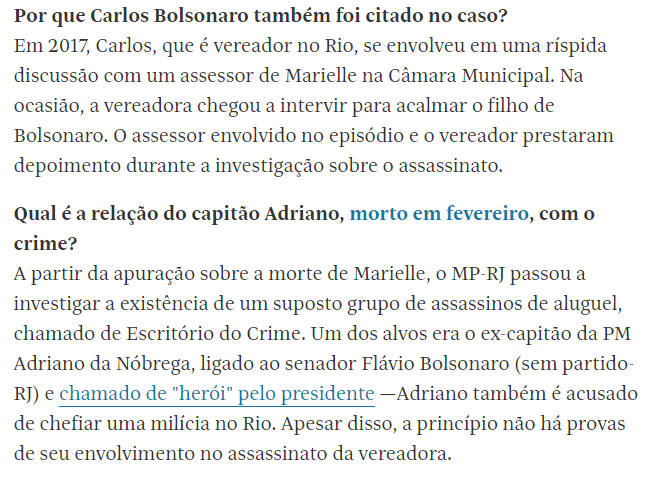 Por que Carlos Bolsonaro também foi citado no caso?
Em 2017, Carlos, que é vereador no Rio, se envolveu em uma ríspida
discussão com um assessor de Marielle na Câmara Municipal. Na
ocasião, a vereadora chegou a intervir para acalmar o filho de
Bolsonaro. O assessor envolvido no episódio e o vereador prestaram
depoimento durante a investigação sobre o assassinato.
Qual é a relação do capitão Adriano, morto em fevereiro, com o
crime?
A partir da apuração sobre a morte de Marielle, o MP-RJ passou a
investigar a existência de um suposto grupo de assassinos de aluguel,
chamado de Escritório do Crime. Um dos alvos era o ex-capitão da PM
Adriano da Nóbrega, ligado ao senador Flávio Bolsonaro (sem partido-
RJ) e chamado de "herói" pelo presidente —Adriano também é acusado
de chefiar uma milícia no Rio. Apesar disso, a princípio não há provas
de seu envolvimento no assassinato da vereadora.